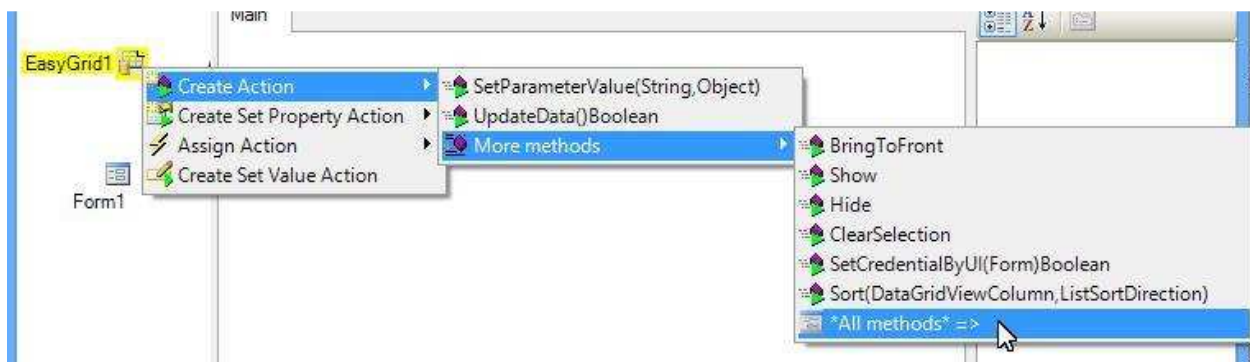 Main
EasyGrid1
Create Action
Create Set Property Action
Assign Action
Create Set Value Action
Form1
SetParameterValue(String,Object)
UpdateData()Boolean
More methods
BringToFront
Show
Hide
ClearSelection
SetCredentialByUI(Form)Boolean
Sort(DataGridViewColumn,ListSortDirection)
*All methods* =>